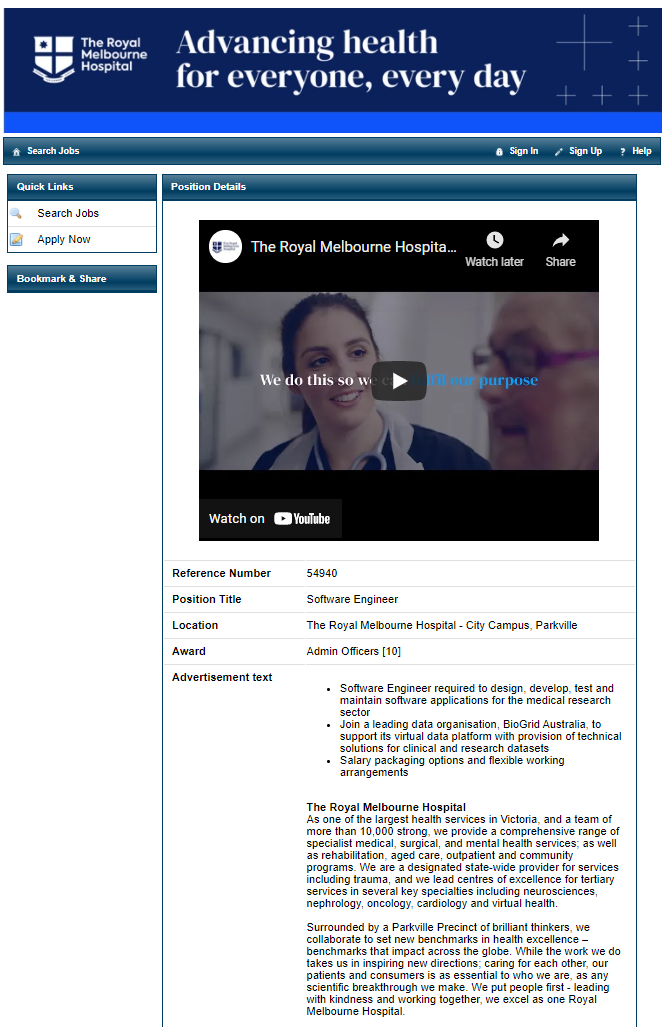 The Royal
Melbourne
Hospital
Advancing health
for everyone, every day
Search Jobs
Sign In
Sign Up
Help
Quick Links
Search Jobs
Apply Now
Bookmark & Share
Position Details
The Royal Melbourne Hospita...
Watch later
Share
We do this so we ca fulfil our purpose
Watch on YouTube
Reference Number 54940
Position Title Software Engineer
Location The Royal Melbourne Hospital - City Campus, Parkville
Award Admin Officers [10]
Advertisement text
• Software Engineer required to design, develop, test and
maintain software applications for the medical research
sector
• Join a leading data organisation, BioGrid Australia, to
support its virtual data platform with provision of technical
solutions for clinical and research datasets
• Salary packaging options and flexible working
arrangements
The Royal Melbourne Hospital
As one of the largest health services in Victoria, and a team of
more than 10,000 strong, we provide a comprehensive range of
specialist medical, surgical, and mental health services; as well
as rehabilitation, aged care, outpatient and community
programs. We are a designated state-wide provider for services
including trauma, and we lead centres of excellence for tertiary
services in several key specialties including neurosciences,
nephrology, oncology, cardiology and virtual health.
Surrounded by a Parkville Precinct of brilliant thinkers, we
collaborate to set new benchmarks in health excellence –
benchmarks that impact across the globe. While the work we do
takes us in inspiring new directions; caring for each other, our
patients and consumers is as essential to who we are, as any
scientific breakthrough we make. We put people first - leading
with kindness and working together, we excel as one Royal
Melbourne Hospital.